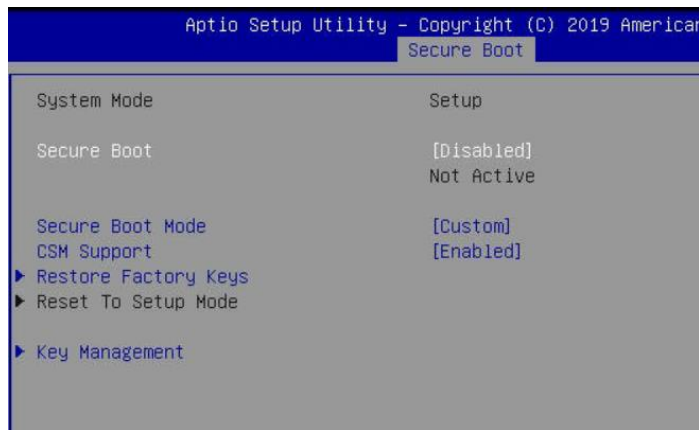 Aptio Setup Utility – Copyright (C) 2019 American
Secure Boot
System Mode Setup
Secure Boot [Disabled]
Not Active
Secure Boot Mode [Custom]
CSM Support [Enabled]
Restore Factory Keys
Reset To Setup Mode
Key Management